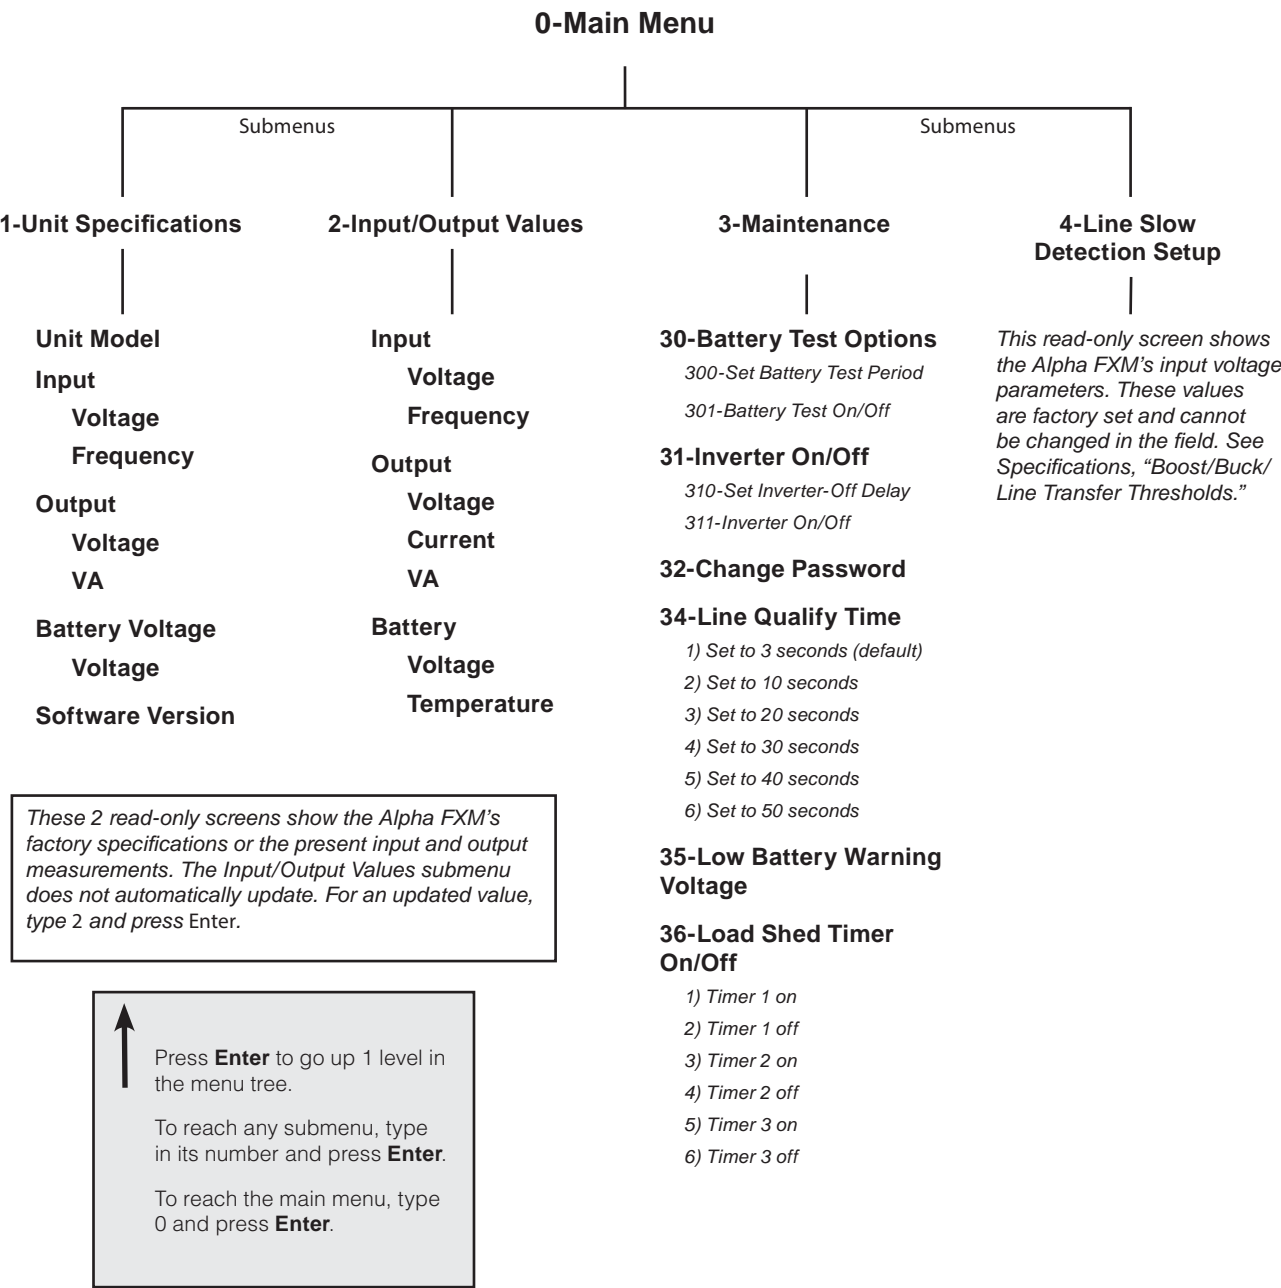 0-Main Menu
Submenus
Submenus
1-Unit Specifications
Unit Model
Input
Voltage
Frequency
Output
Voltage
VA
Battery Voltage
Voltage
Software Version
2-Input/Output Values
Input
Voltage
Frequency
Output
Voltage
Current
VA
Battery
Voltage
Temperature
3-Maintenance
30-Battery Test Options
300-Set Battery Test Period
301-Battery Test On/Off
31-Inverter On/Off
310-Set Inverter-Off Delay
311-Inverter On/Off
32-Change Password
34-Line Qualify Time
1) Set to 3 seconds (default)
2) Set to 10 seconds
3) Set to 20 seconds
4) Set to 30 seconds
5) Set to 40 seconds
6) Set to 50 seconds
35-Low Battery Warning
Voltage
36-Load Shed Timer
On/Off
1) Timer 1 on
2) Timer 1 off
3) Timer 2 on
4) Timer 2 off
5) Timer 3 on
6) Timer 3 off
4-Line Slow
Detection Setup
This read-only screen shows
the Alpha FXM's input voltage
parameters. These values
are factory set and cannot
be changed in the field. See
Specifications, “Boost/Buck/
Line Transfer Thresholds.”
These 2 read-only screens show the Alpha FXM's
factory specifications or the present input and output
measurements. The Input/Output Values submenu
does not automatically update. For an updated value,
type 2 and press Enter.
Press Enter to go up 1 level in
the menu tree.
To reach any submenu, type
in its number and press Enter.
To reach the main menu, type
0 and press Enter.